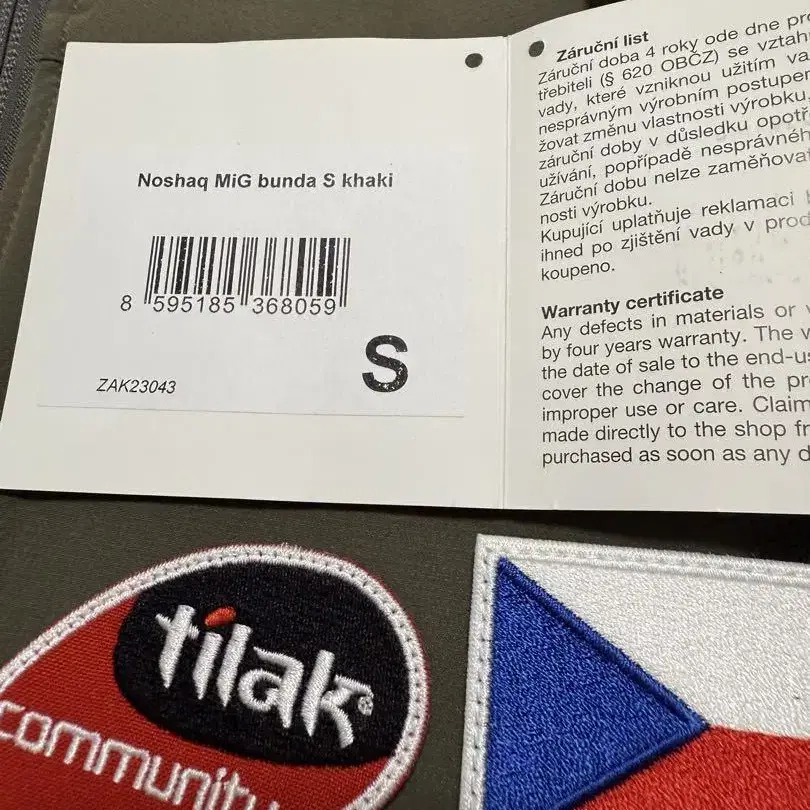 Noshaq MiG bunda S khaki
8 595185 368059
S
ZAK23043
Záruční list
Záruční doba 4 roky ode dne
třebiteli (§ 620 OBČZ) se
vady, které vzniknou užitím
nesprávným výrobním
žovat změnu vlastnosti výrobku.
záruční doby v důsledku
užívání, popřípadě
Záruční dobu nelze
nosti výrobku.
Kupující uplatňuje reklamaci
ihned po zjištění vady v
koupeno.
Warranty certificate
Any defects in materials or
by four years warranty. The
the date of sale to the
cover the change of the
improper use or care.
made directly to the shop
purchased as soon as any
tilak®
community